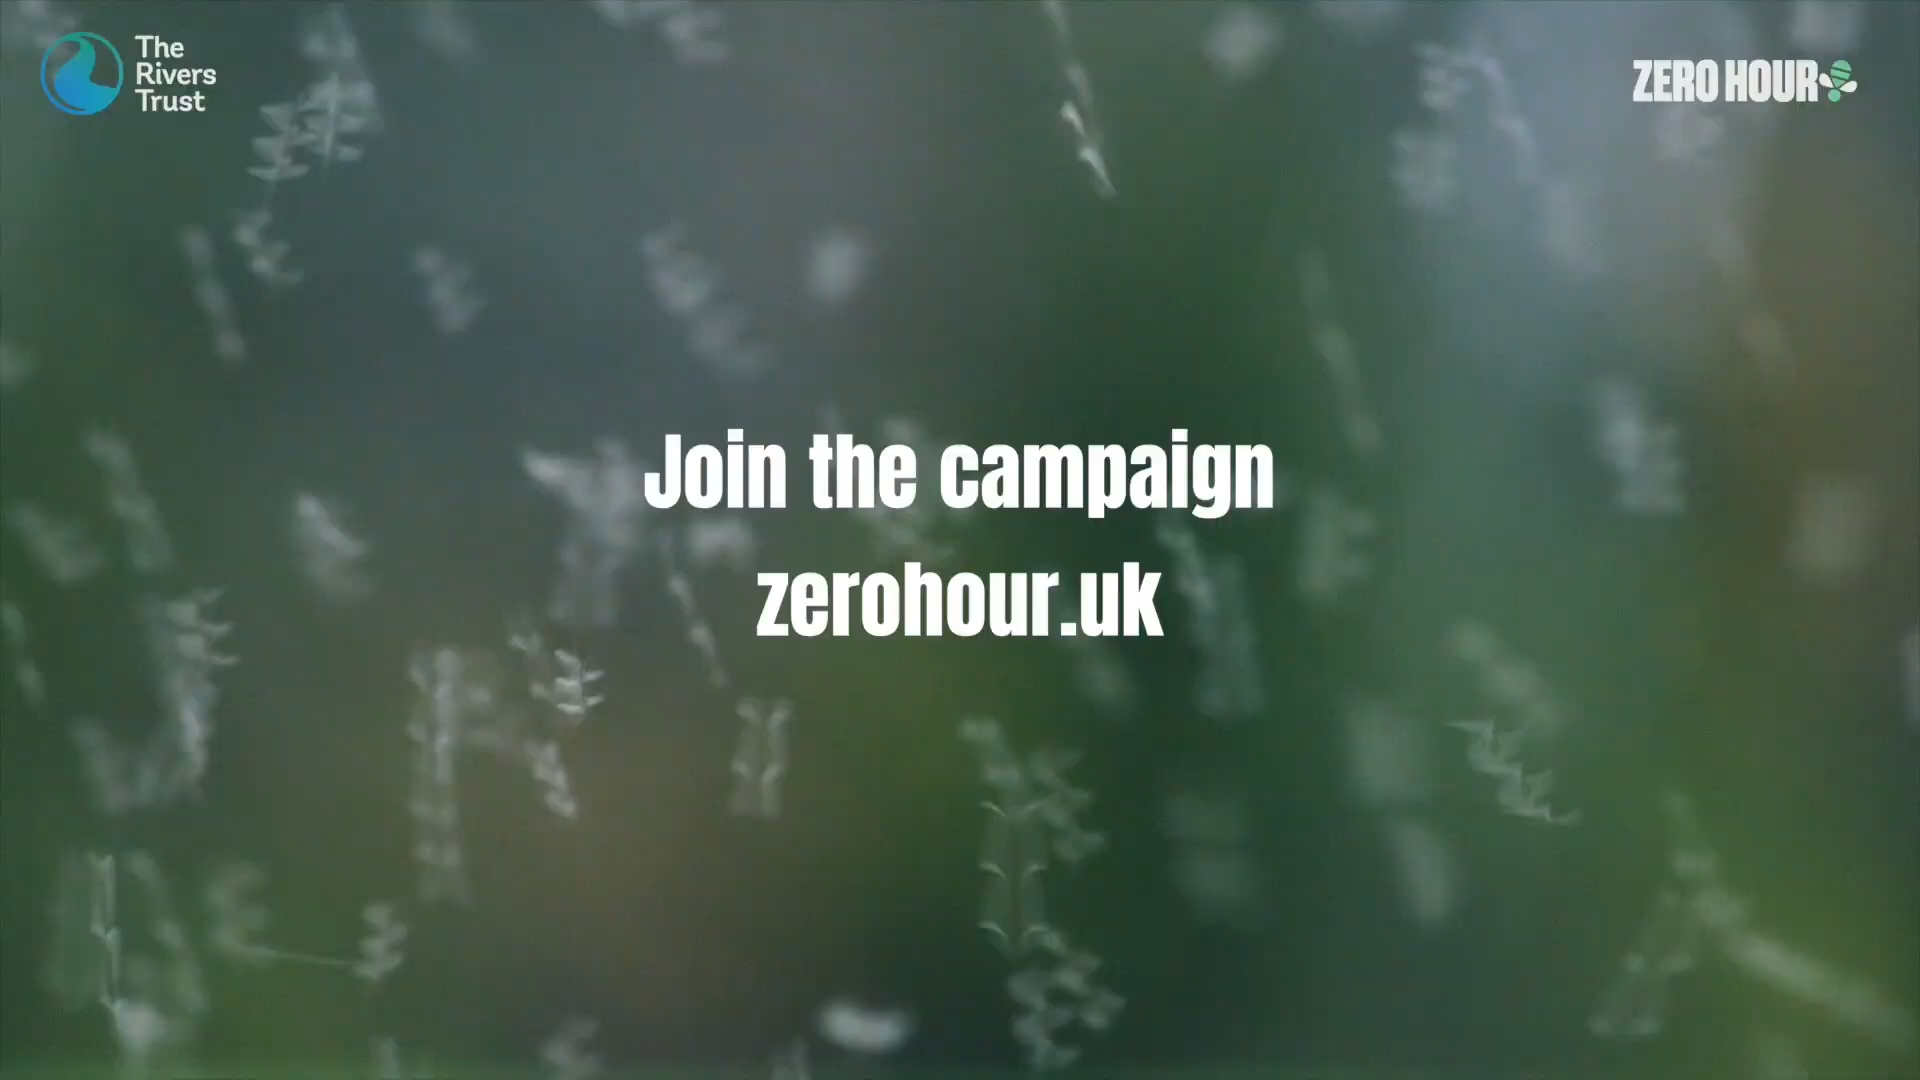 The
Rivers
Trust
ZERO HOUR
Join the campaign
zerohour.uk